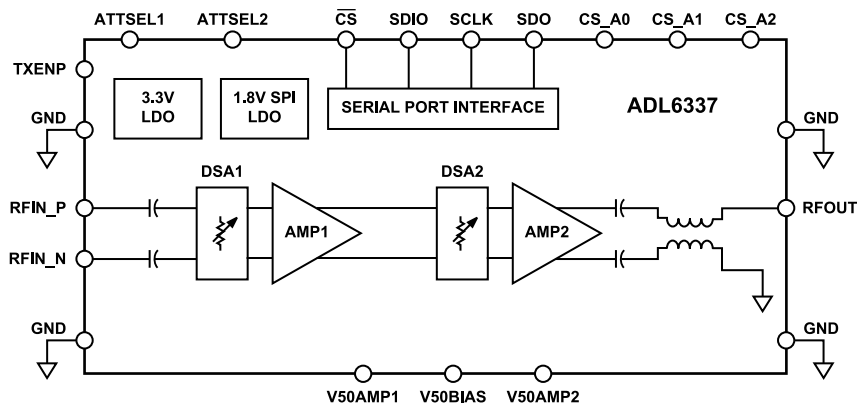 ATTSEL1
ATTSEL2
CS
SDIO
SCLK
SDO
CS_A0
CS_A1
CS_A2
TXENP
3.3V
LDO
1.8V SPI
LDO
SERIAL PORT INTERFACE
ADL6337
GND
GND
DSA1
DSA2
RFIN_P
AMP1
AMP2
RFOUT
RFIN_N
GND
GND
V50AMP1
V50BIAS
V50AMP2